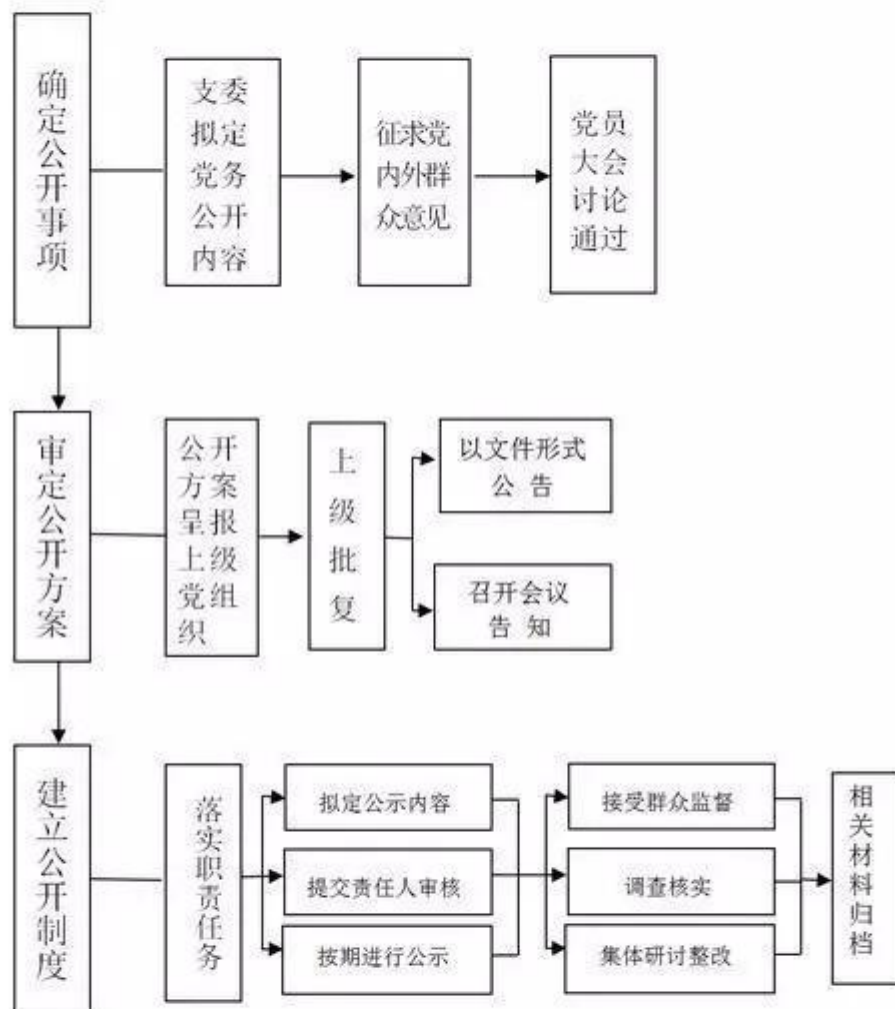 确定公开事项
支委
拟定
党务
公开
内容
征求党
内外群
众意见
党员
大会
讨论
通过
审定公开方案
公开
方案
呈报
上级
党组
织
上级批复
以文件形式
公告
召开会议
告知
建立公开制度
落实职责任务
拟定公示内容
提交责任人审核
按期进行公示
接受群众监督
调查核实
集体研讨整改
相关材料归档